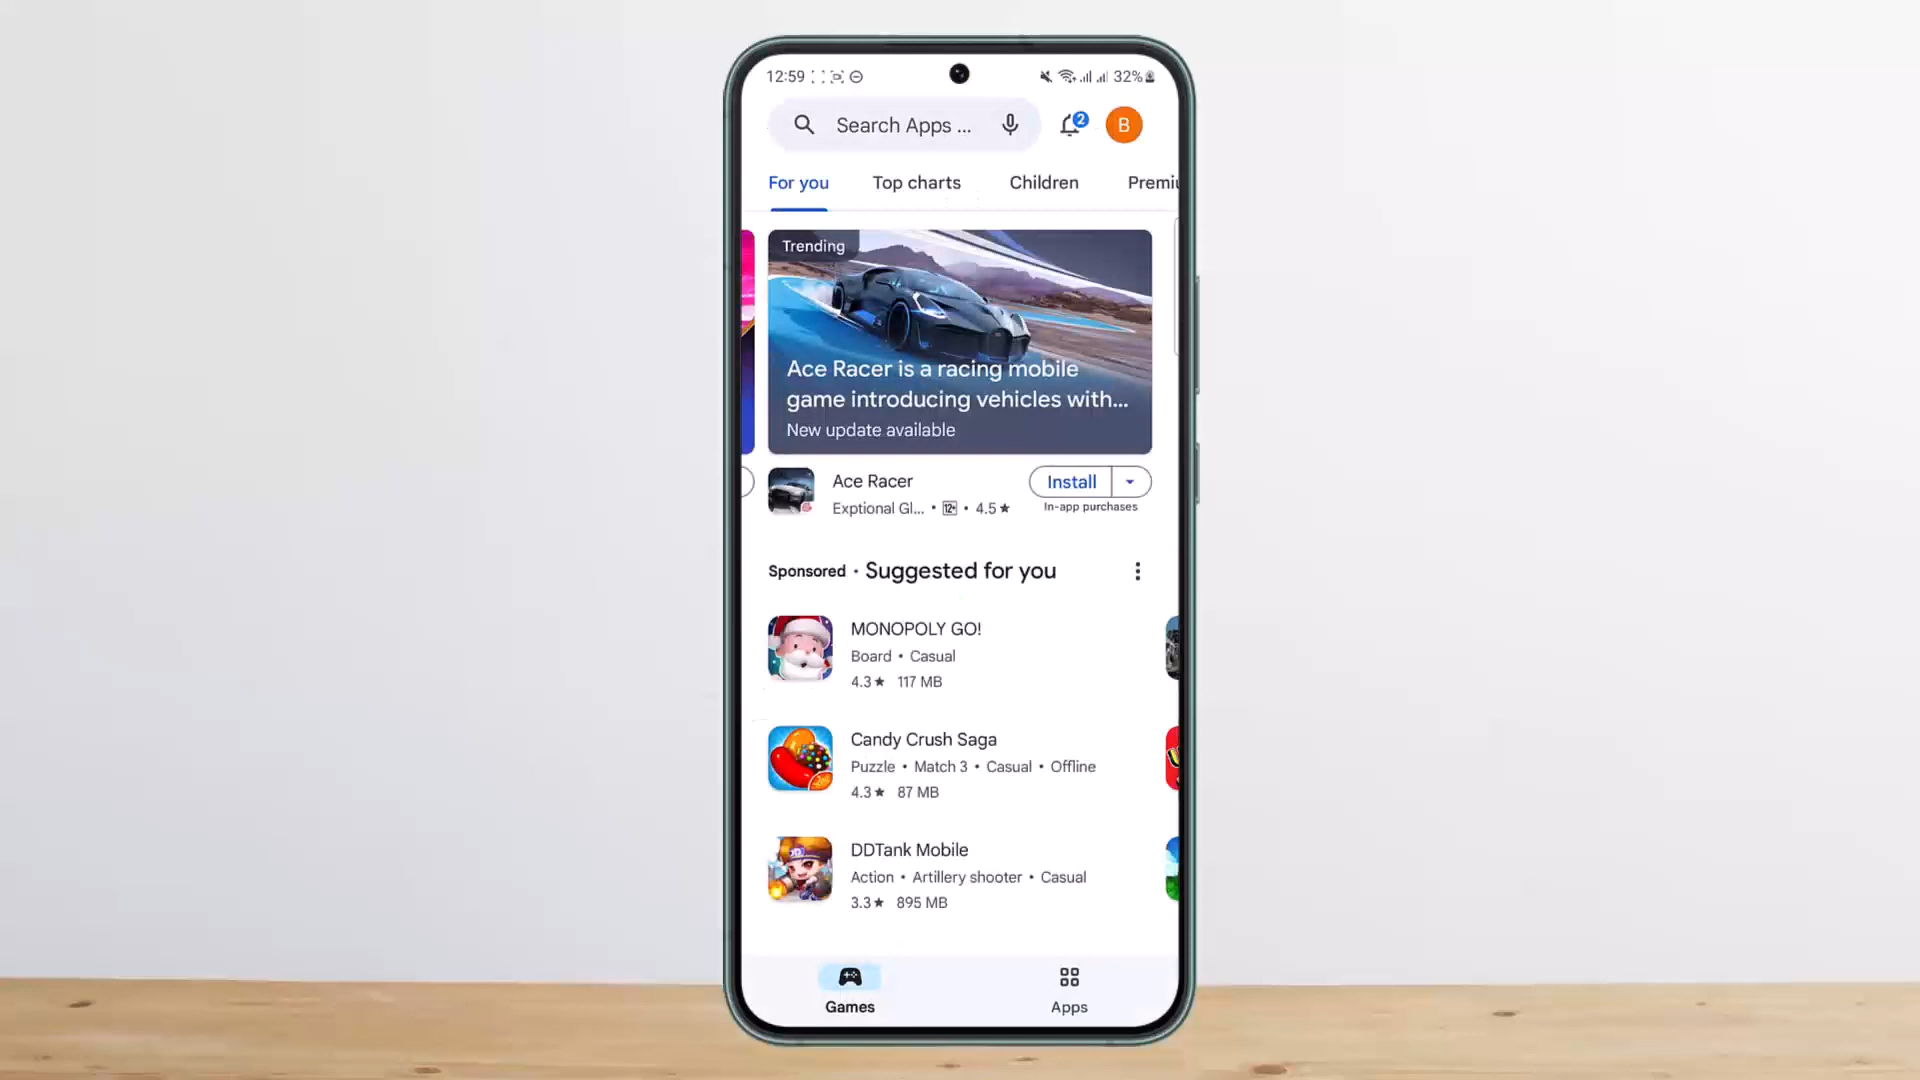 12:59
32%
Search Apps ...
2
B
For you
Top charts
Children
Premiu
Trending
Ace Racer is a racing mobile
game introducing vehicles with...
New update available
Ace Racer
Install
Exptional Gl... • 12+ • 4.5★
In-app purchases
Sponsored • Suggested for you
MONOPOLY GO!
Board • Casual
4.3★ 117 MB
Candy Crush Saga
Puzzle • Match 3 • Casual • Offline
4.3★ 87 MB
DDTank Mobile
Action • Artillery shooter • Casual
3.3★ 895 MB
Games
Apps